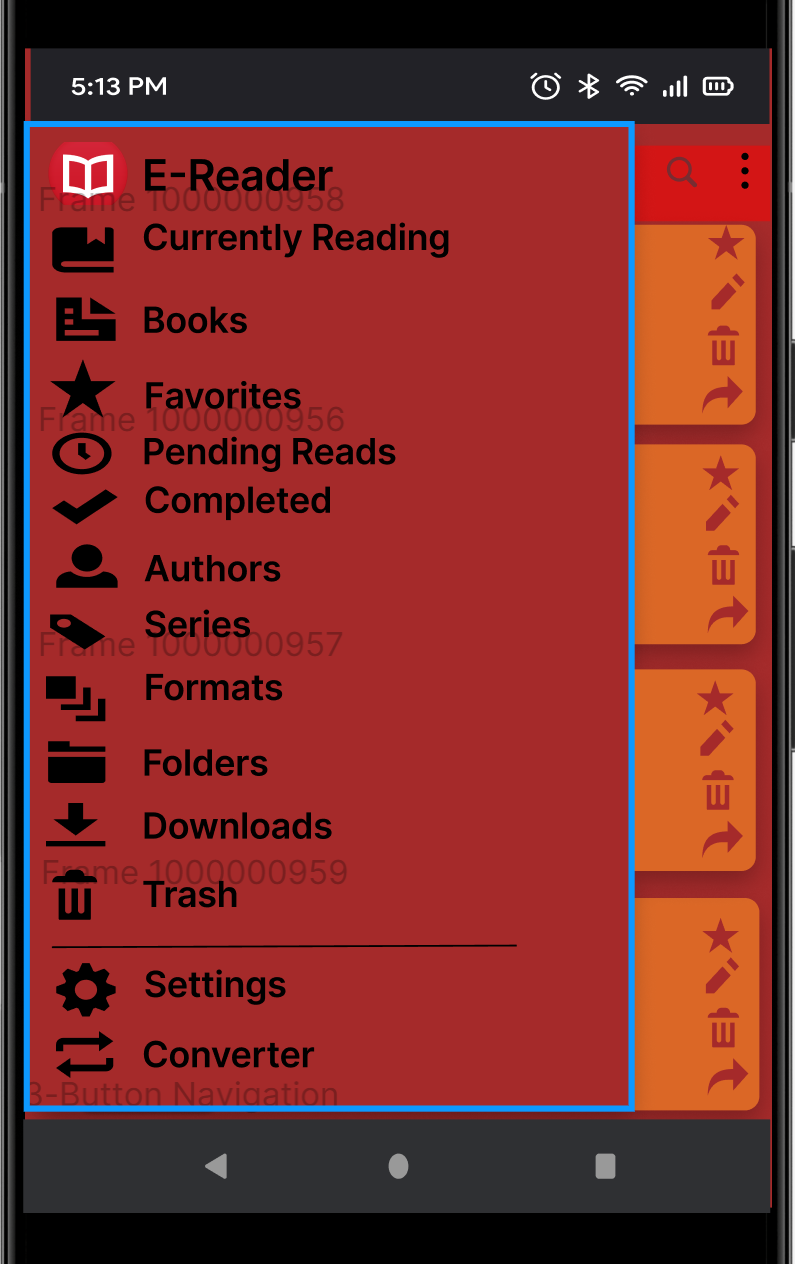 5:13 PM
E-Reader
Frame 1000000958
Currently Reading
Books
Favorites
Frame 1000000956
Pending Reads
Completed
Authors
Series
Frame 1000000957
Formats
Folders
Downloads
Frame 1000000959
Trash
Settings
Converter
3-Button Navigation